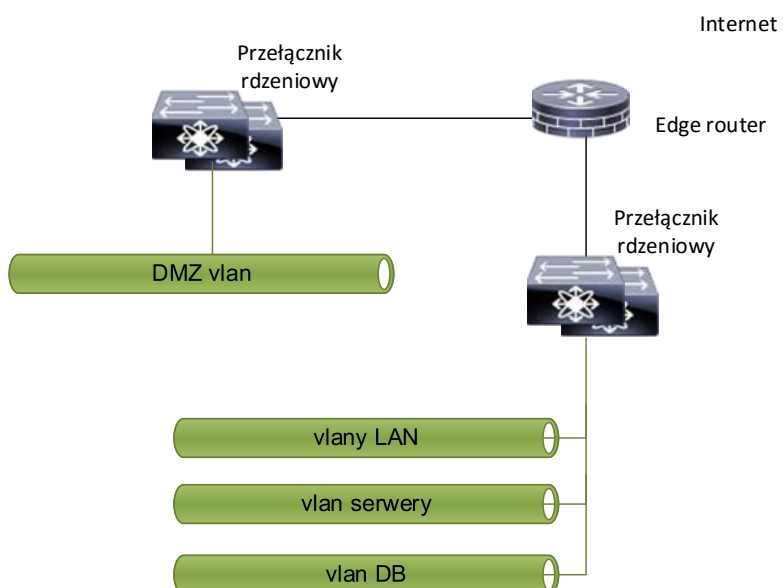 Internet
Przełącznik
rdzeniowy
Edge router
Przełącznik
rdzeniowy
DMZ vlan
vlany LAN
vlan serwery
vlan DB